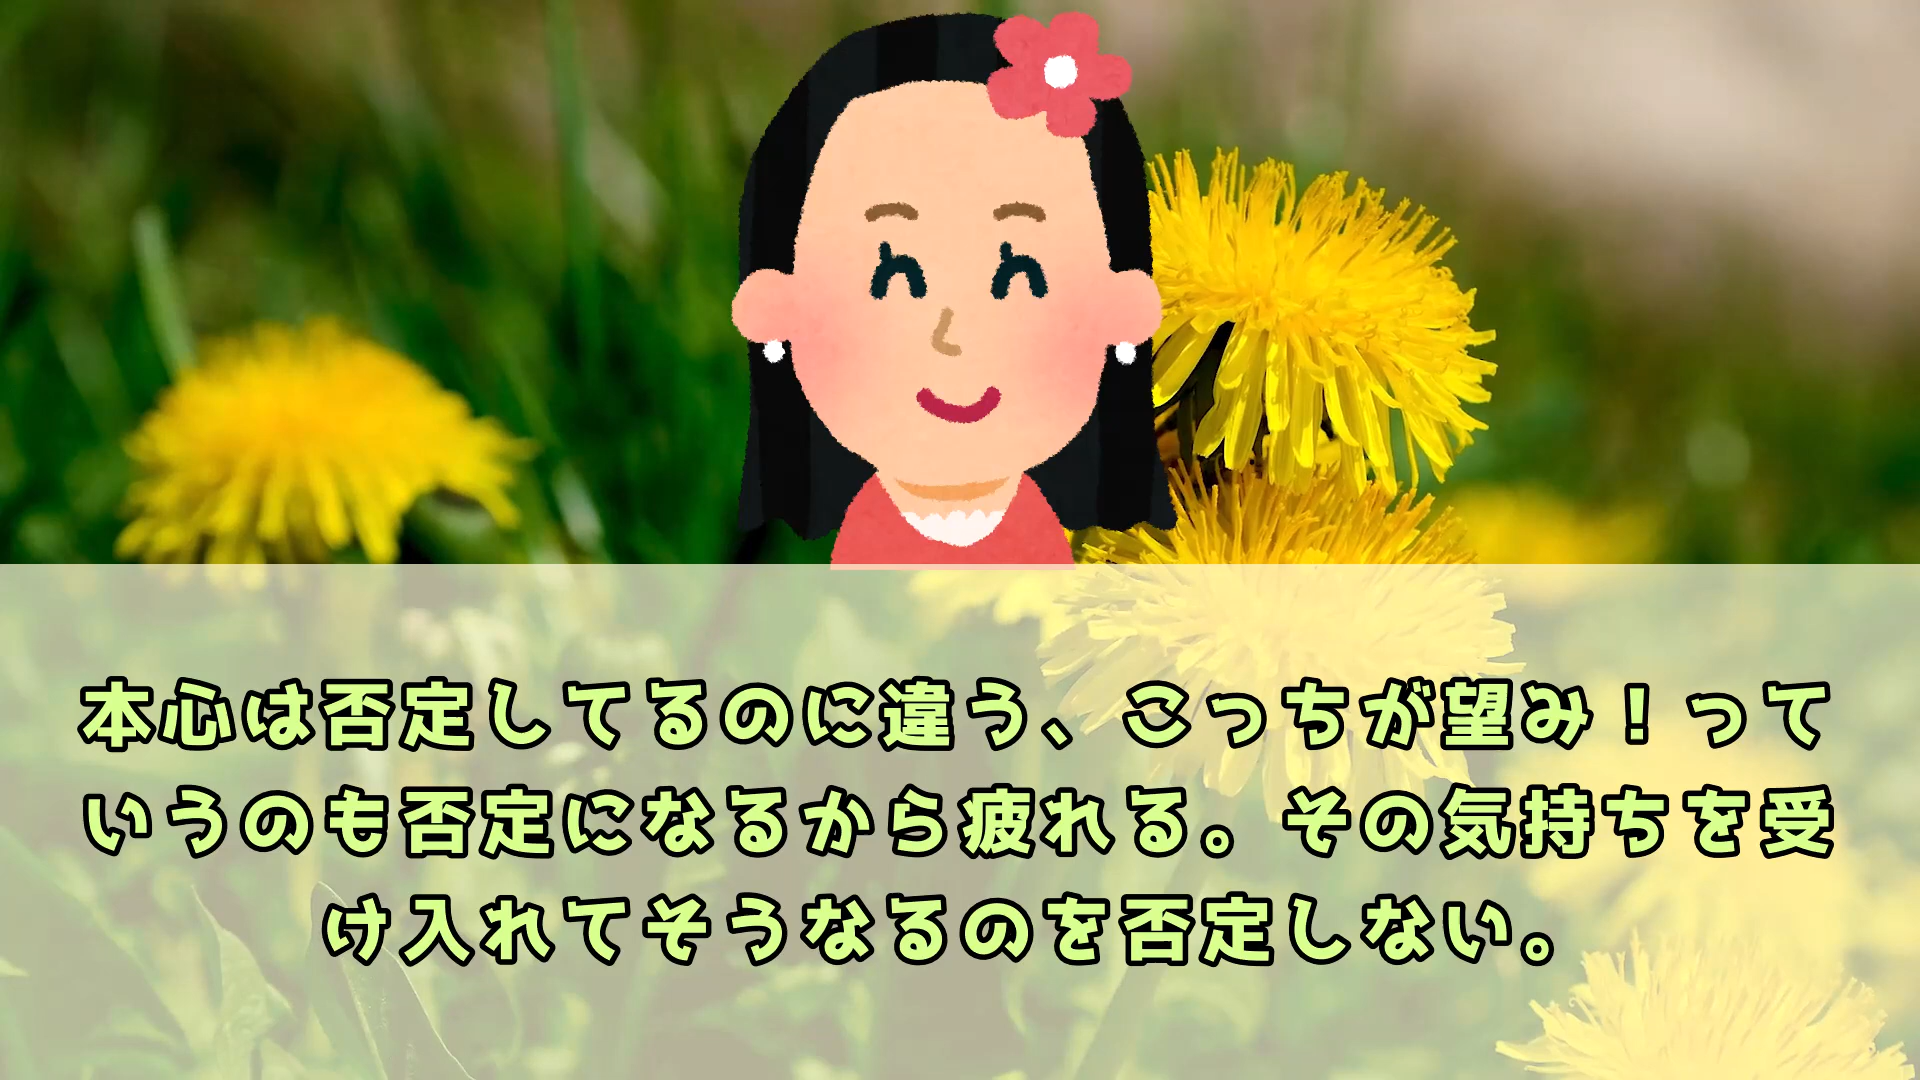 本心は否定してるのに違う、こっちが望み！って
いうのも否定になるから疲れる。その気持ちを受
け入れてそうなるのを否定しない。